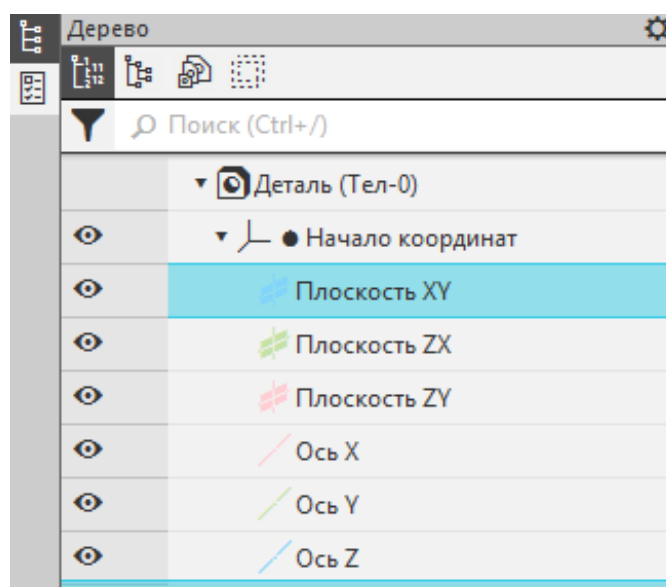 Дерево
Поиск (Ctrl+/)
Деталь (Тел-0)
Начало координат
Плоскость XY
Плоскость ZX
Плоскость ZY
Ось X
Ось Y
Ось Z